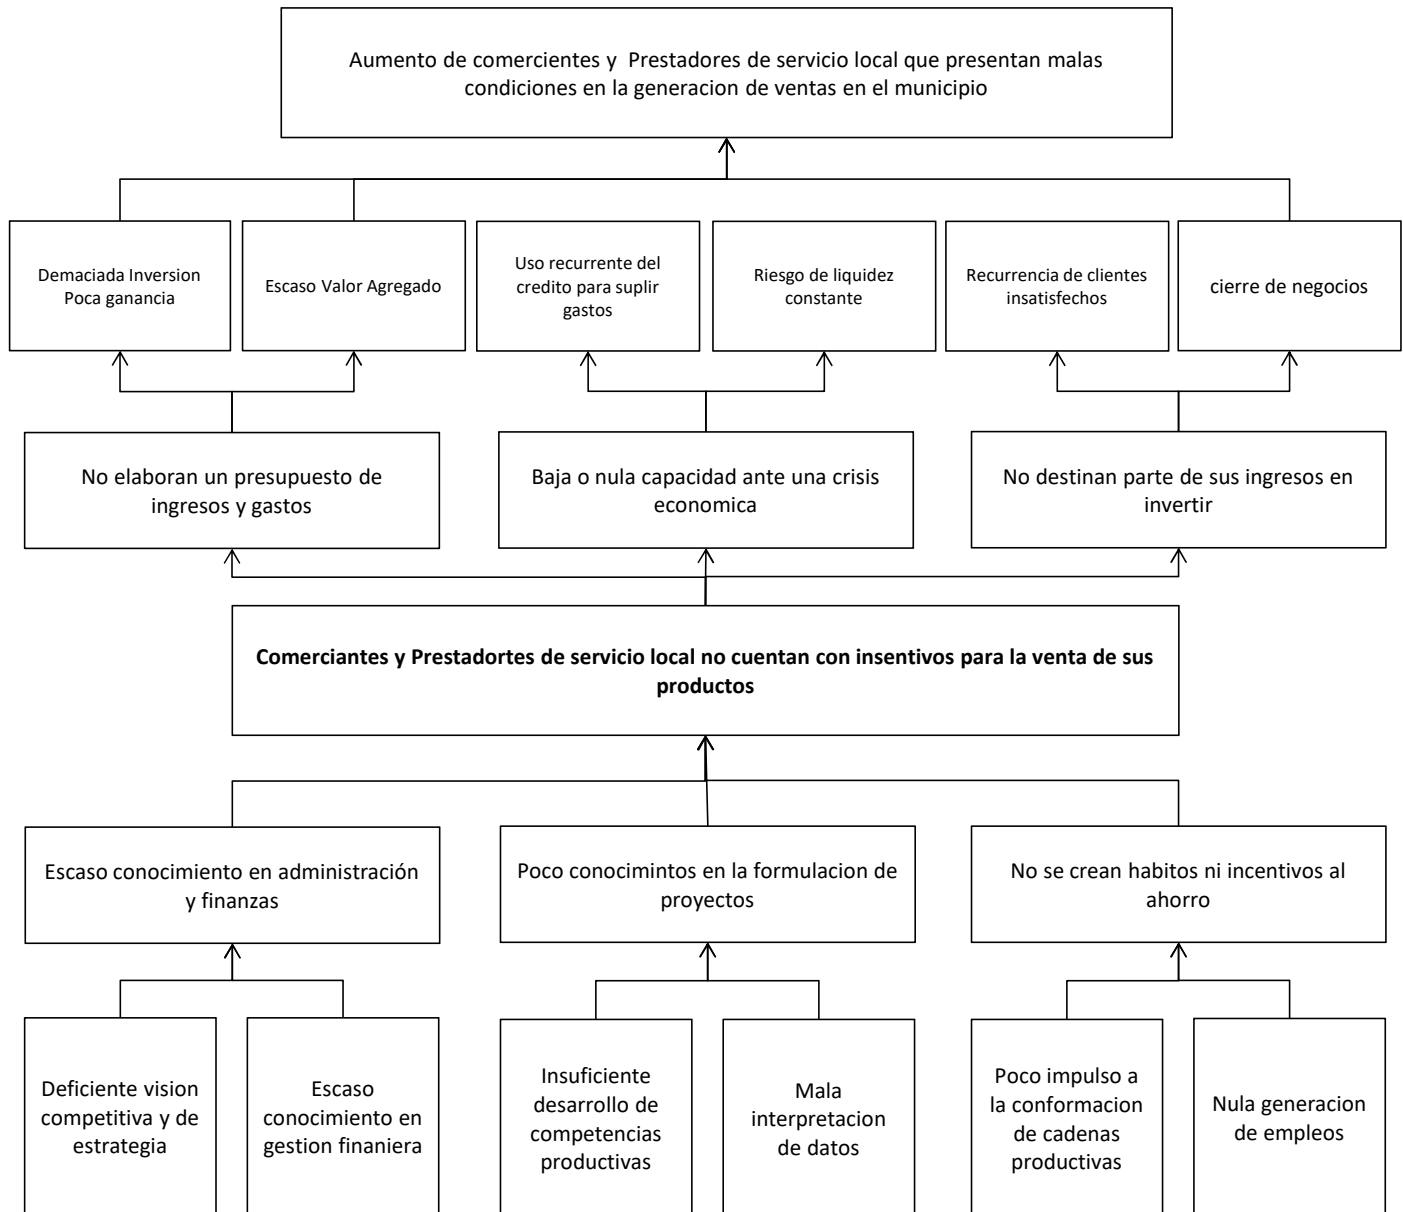 Aumento de comercientes y Prestadores de servicio local que presentan malas
condiciones en la generacion de ventas en el municipio
Demaciada Inversion
Poca ganancia
Escaso Valor Agregado
Uso recurrente del
credito para suplir
gastos
Riesgo de liquidez
constante
Recurrencia de clientes
insatisfechos
cierre de negocios
No elaboran un presupuesto de
ingresos y gastos
Baja o nula capacidad ante una crisis
economica
No destinan parte de sus ingresos en
invertir
Comerciantes y Prestadortes de servicio local no cuentan con insentivos para la venta de sus
productos
Escaso conocimiento en administración
y finanzas
Poco conocimintos en la formulacion de
proyectos
No se crean habitos ni incentivos al
ahorro
Deficiente vision
competitiva y de
estrategia
Escaso
conocimiento en
gestion finaniera
Insuficiente
desarrollo de
competencias
productivas
Mala
interpretacion
de datos
Poco impulso a
la conformacion
de cadenas
productivas
Nula generacion
de empleos